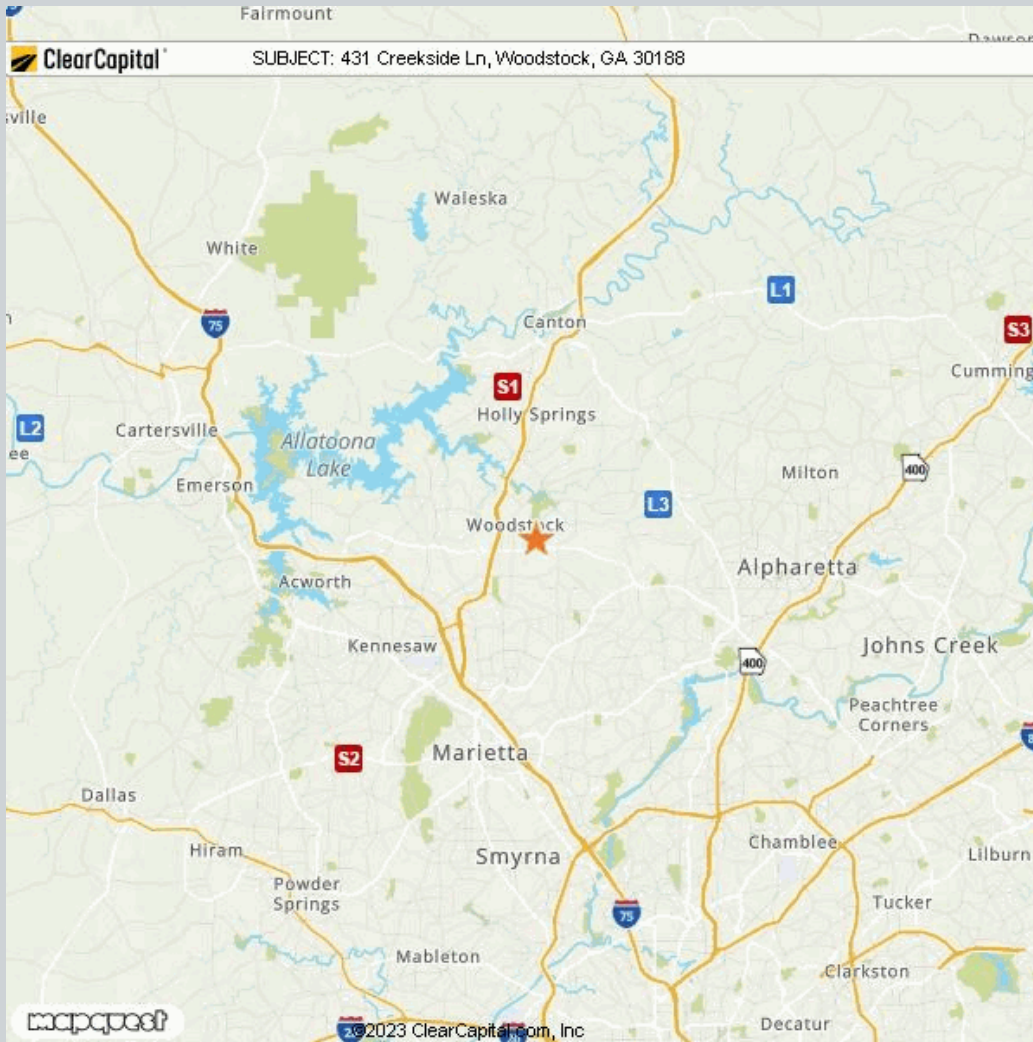 Fairmount
ClearCapital
SUBJECT: 431 Creekside Ln, Woodstock, GA 30188
sville
Waleska
White
L1
75
Canton
S3
Cumming
S1
Holly Springs
L2
Cartersville
ee
Allatoona
Lake
Milton
400
Emerson
L3
Woodstock
Alpharetta
Acworth
Kennesaw
Johns Creek
400
Peachtree
Corners
S2
Marietta
Dallas
Hiram
Smyrna
Chamblee
Lilburn
Powder
Springs
75
Tucker
Mableton
Clarkston
mapquest
©2023 ClearCapital.com, Inc
Decatur